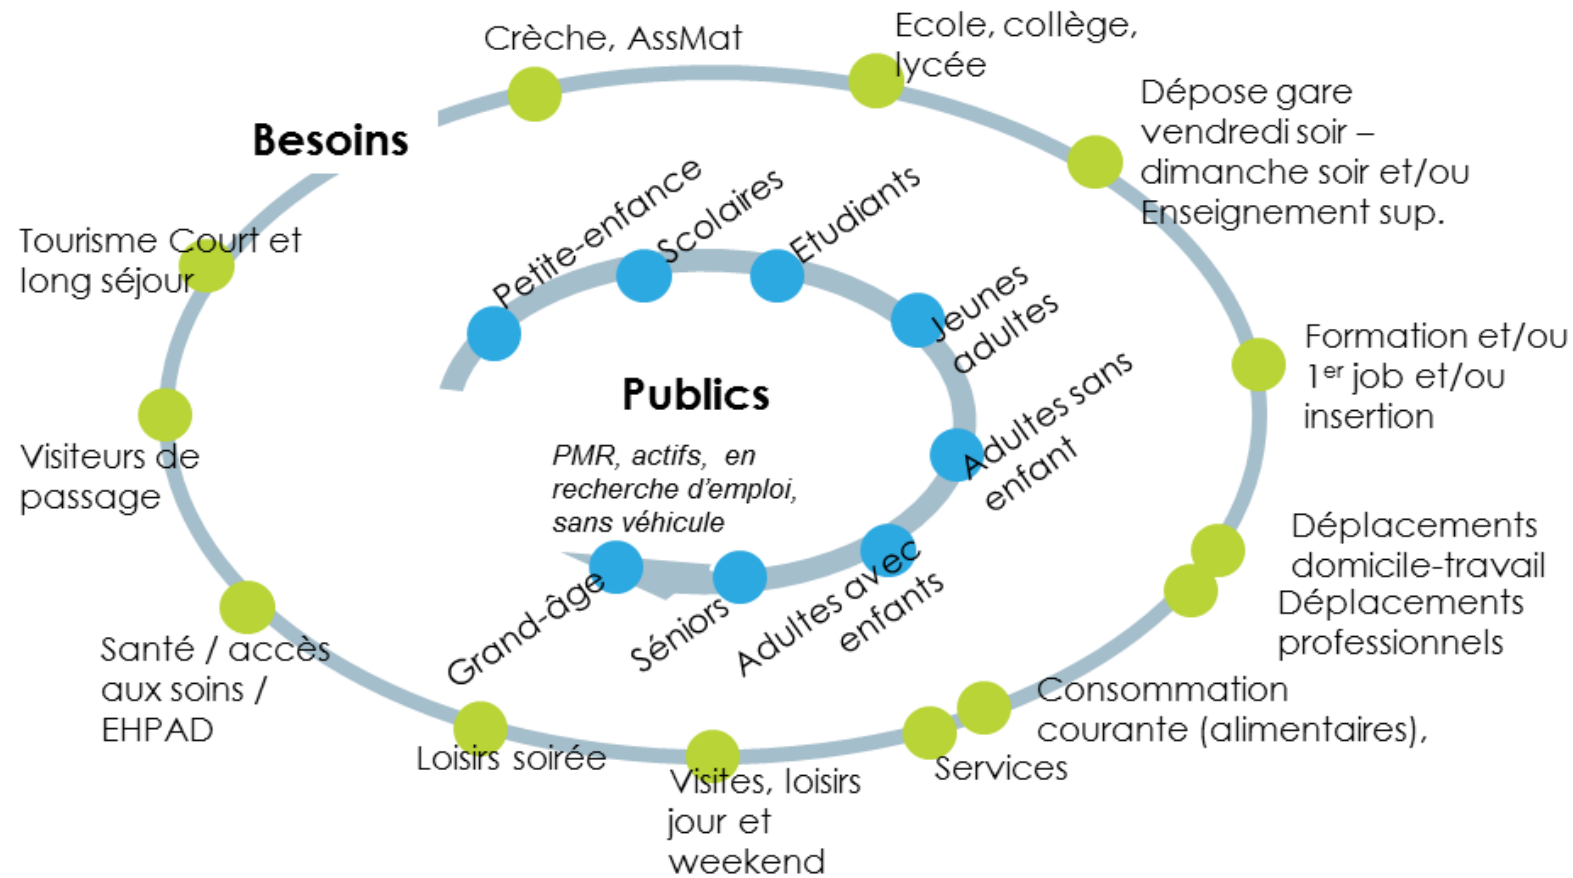 Crèche, AssMat
Ecole, collège,
lycée
Dépose gare
vendredi soir –
dimanche soir et/ou
Enseignement sup.
Formation et/ou
1er job et/ou
insertion
Déplacements
domicile-travail
Déplacements
professionnels
Consommation
courante (alimentaires),
Services
Visites, loisirs
jour et
weekend
Loisirs soirée
Santé / accès
aux soins /
EHPAD
Visiteurs de
passage
Tourisme Court et
long séjour
Besoins
Petite-enfance
Scolaires
Etudiants
Jeunes
adultes
Adultes sans
enfant
Adultes avec
enfants
Séniors
Grand-âge
Publics
PMR, actifs, en
recherche d'emploi,
sans véhicule